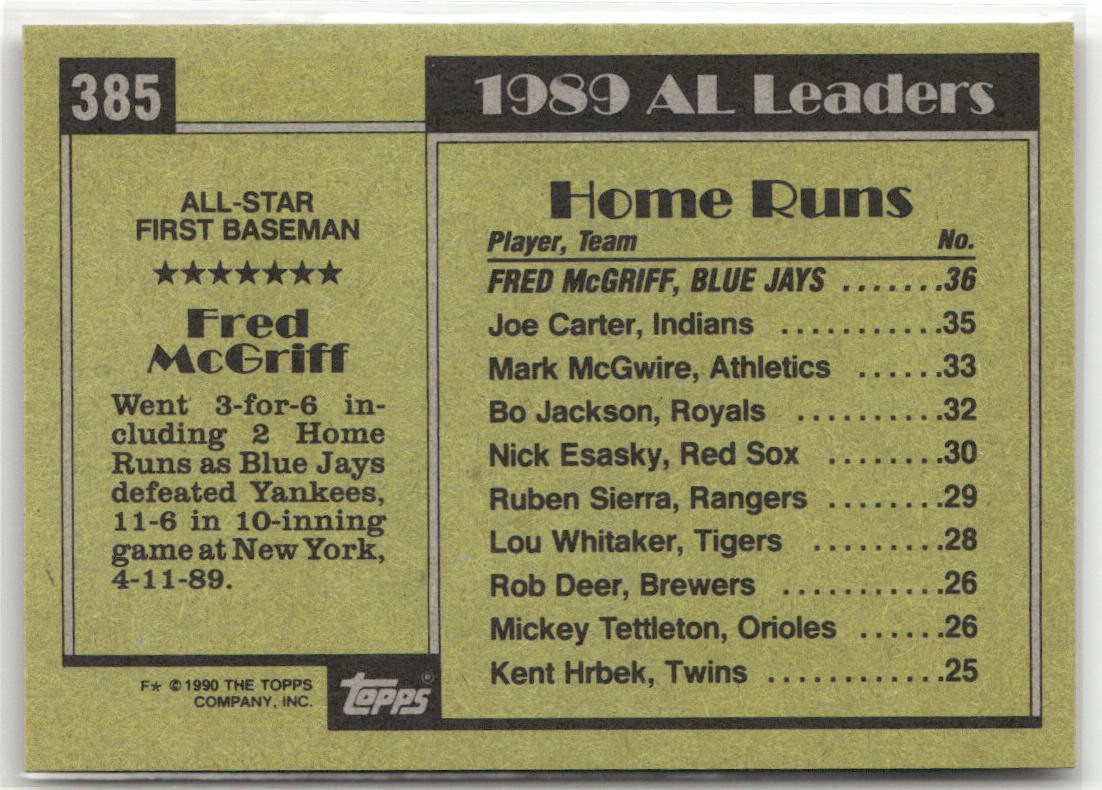 385
ALL-STAR
FIRST BASEMAN
★★★★★★★
Fred
McGriff
Went 3-for-6 in-
cluding 2 Home
Runs as Blue Jays
defeated Yankees,
11-6 in 10-inning
game at New York,
4-11-89.
F★ ©1990 THE TOPPS
COMPANY, INC.
topps®
1989 AL Leaders
Home Runs
Player, Team No.
FRED McGRIFF, BLUE JAYS .......36
Joe Carter, Indians ..........35
Mark McGwire, Athletics ......33
Bo Jackson, Royals .........32
Nick Esasky, Red Sox ........30
Ruben Sierra, Rangers ........29
Lou Whitaker, Tigers .........28
Rob Deer, Brewers ...........26
Mickey Tettleton, Orioles ......26
Kent Hrbek, Twins ............25